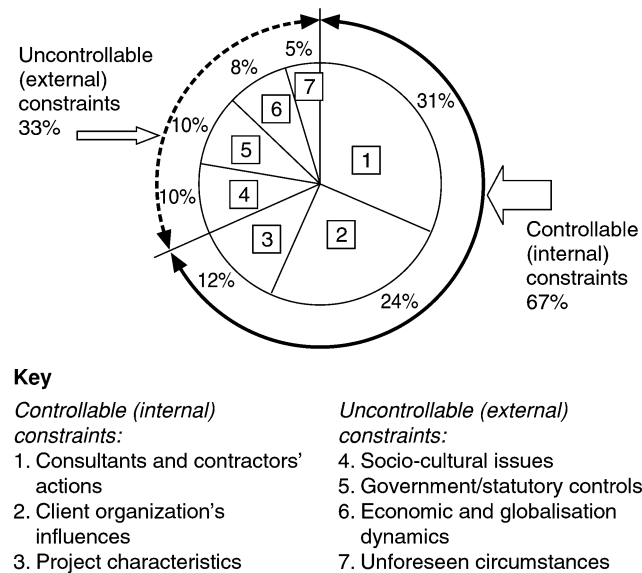 Uncontrollable
(external)
constraints
33%
5%
8%
10%
10%
12%
24%
31%
7
6
5
4
3
2
1
Controllable
(internal)
constraints
67%
Key
Controllable (internal)
constraints:
1. Consultants and contractors'
actions
2. Client organization's
influences
3. Project characteristics
Uncontrollable (external)
constraints:
4. Socio-cultural issues
5. Government/statutory controls
6. Economic and globalisation
dynamics
7. Unforeseen circumstances